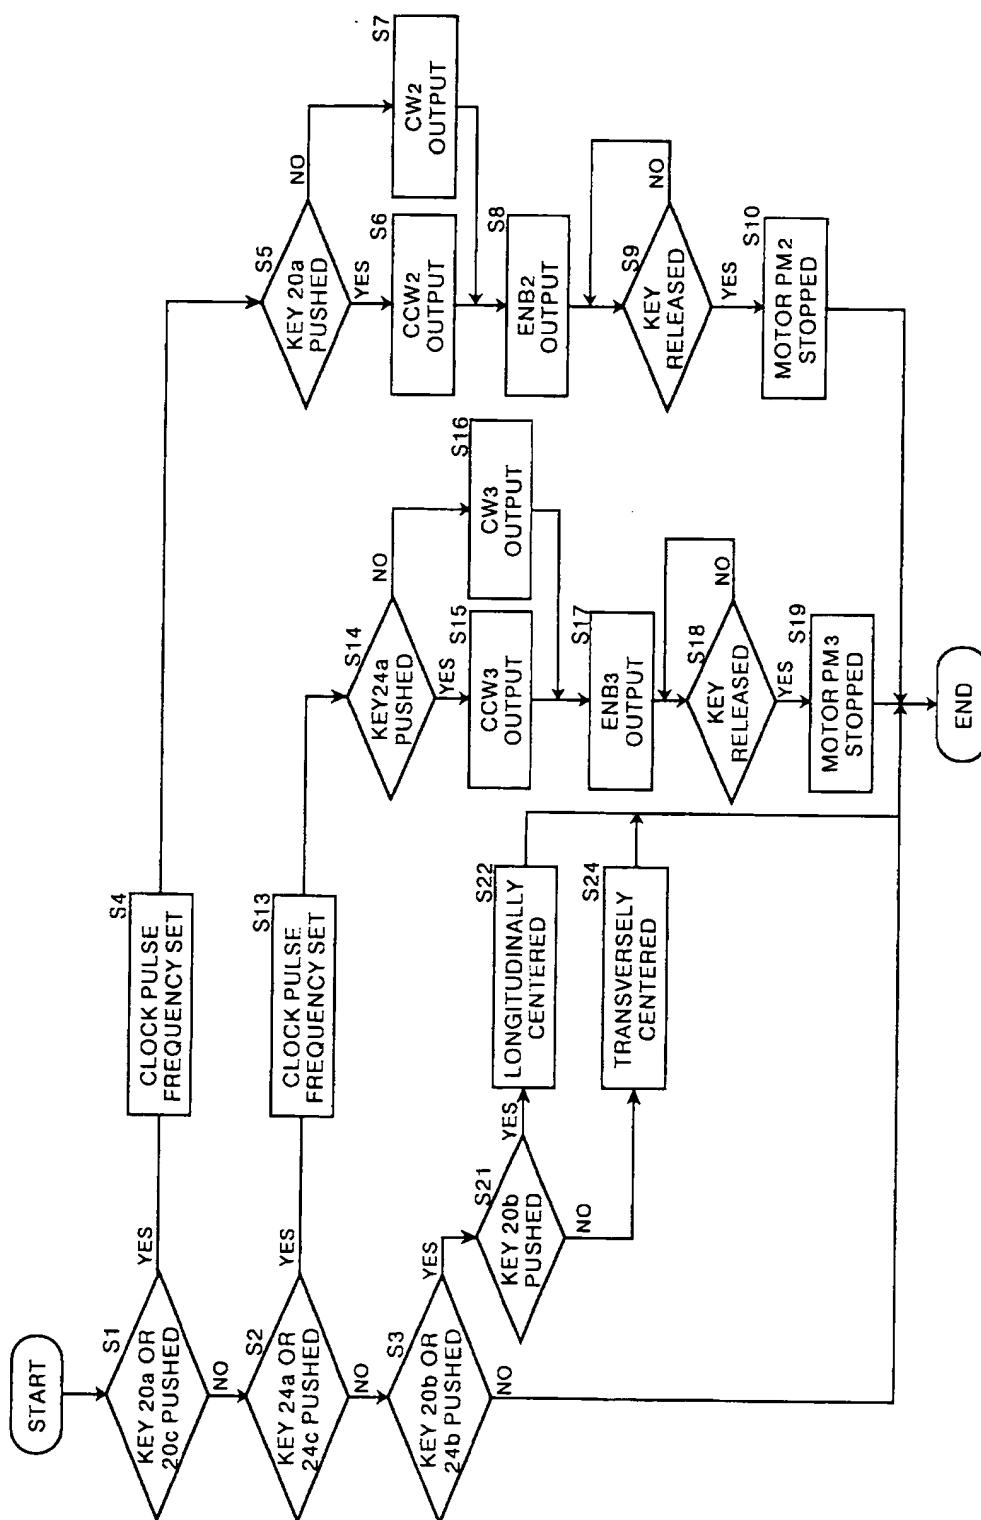 START
S1
KEY 20a OR
20c PUSHED
YES
NO
S4
CLOCK PULSE
FREQUENCY SET
S5
KEY 20a
PUSHED
NO
YES
S7
CW2
OUTPUT
S6
CCW2
OUTPUT
S8
ENB2
OUTPUT
S9
KEY
RELEASED
NO
YES
S10
MOTOR PM2
STOPPED
S2
KEY 24a OR
24c PUSHED
YES
NO
S13
CLOCK PULSE
FREQUENCY SET
S14
KEY24a
PUSHED
NO
YES
S16
CW3
OUTPUT
S15
CCW3
OUTPUT
S17
ENB3
OUTPUT
S18
KEY
RELEASED
NO
YES
S19
MOTOR PM3
STOPPED
S3
KEY 20b OR
24b PUSHED
YES
NO
S21
KEY 20b
PUSHED
YES
NO
S22
LONGITUDINALLY
CENTERED
S24
TRANSVERSELY
CENTERED
END